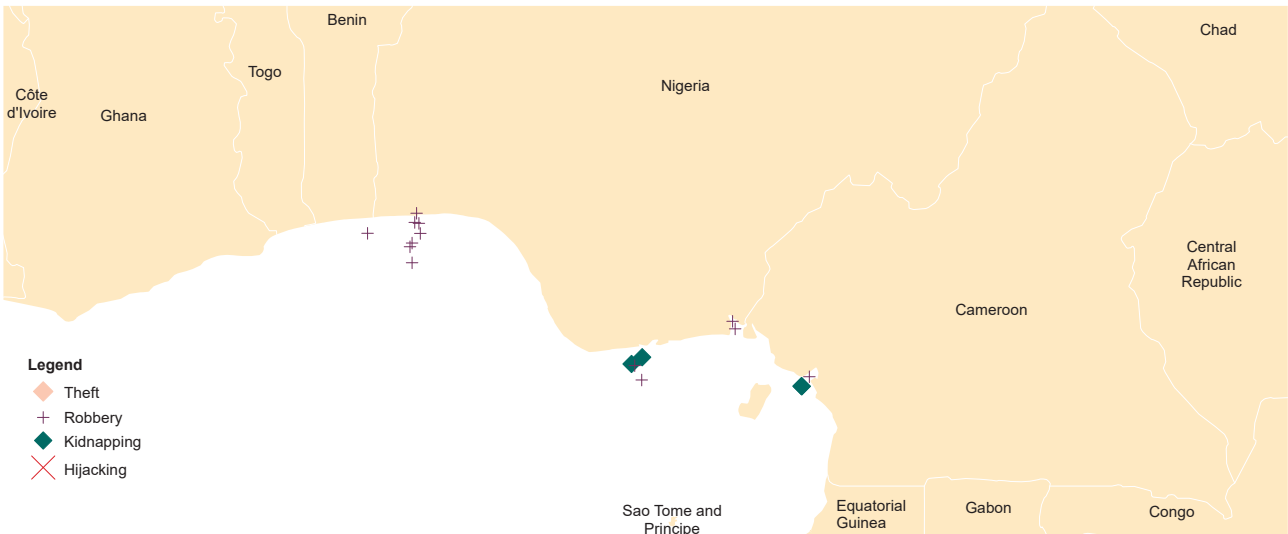 Benin
Chad
Togo
Nigeria
Côte
d'Ivoire
Ghana
Central
African
Republic
Cameroon
Legend
Theft
Robbery
Kidnapping
Hijacking
Sao Tome and
Principe
Equatorial
Guinea
Gabon
Congo